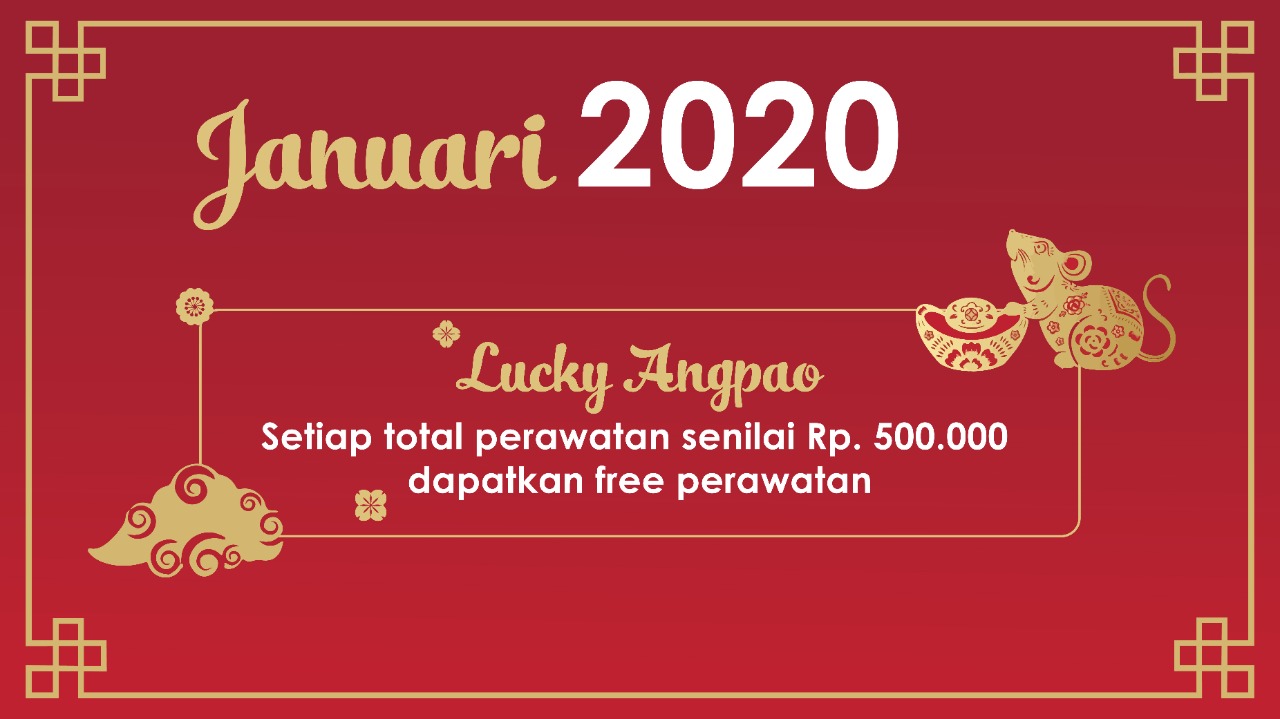 Januari 2020
Lucky Angpao
Setiap total perawatan senilai Rp. 500.000
dapatkan free perawatan